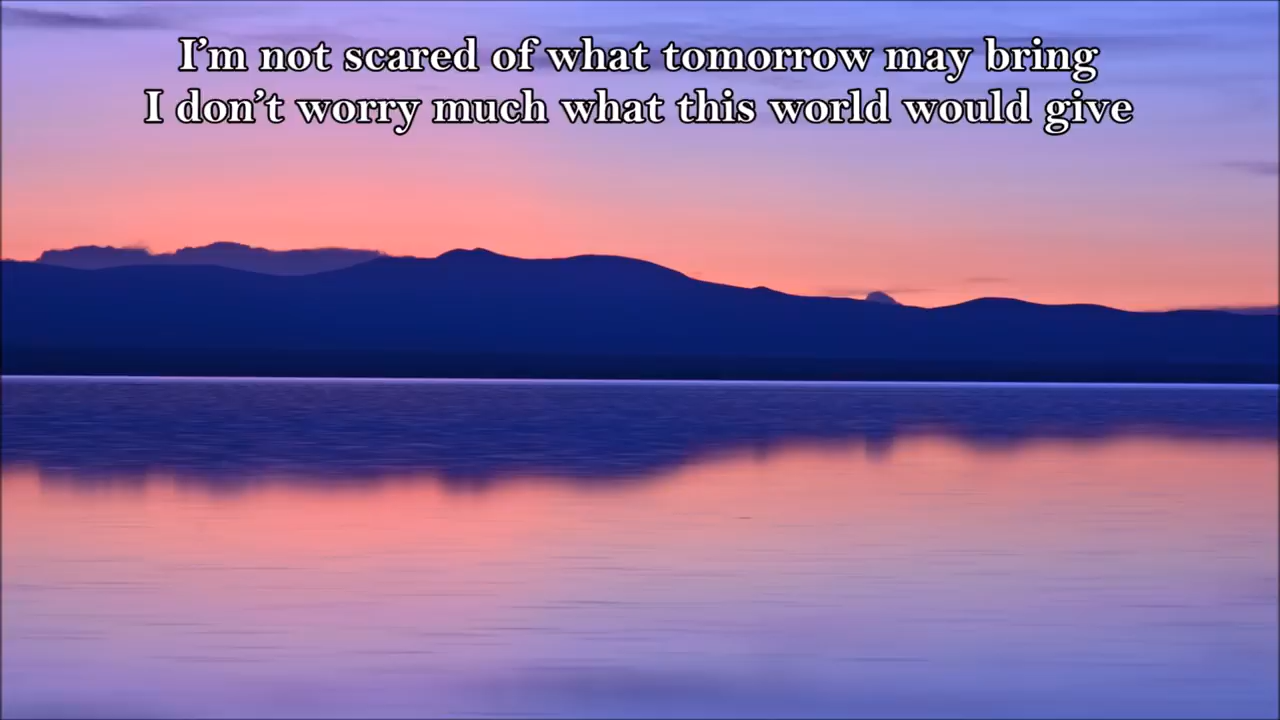 I’m not scared of what tomorrow may bring
I don’t worry much what this world would give